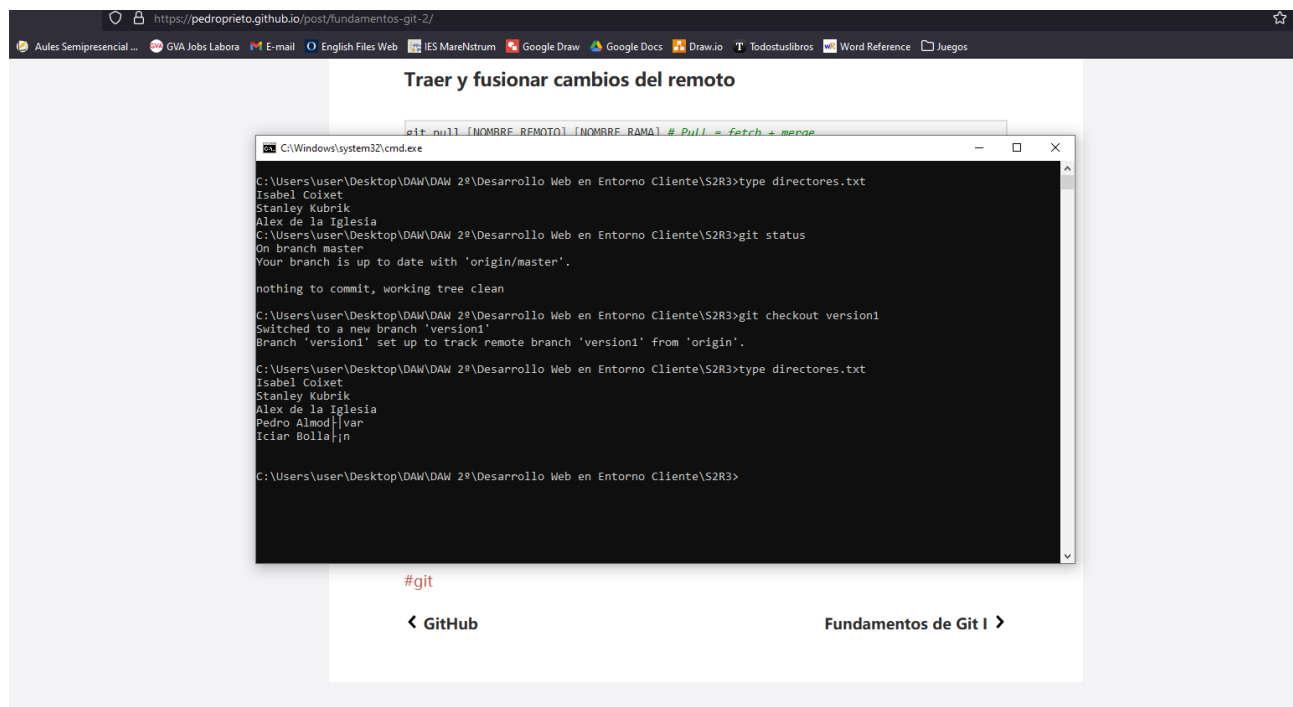 https://pedroprieto.github.io/post/fundamentos-git-2/
Aules Semipresencial ... GVA Jobs Labora E-mail English Files Web IES MareNstrum Google Draw Google Docs Draw.io Todostuslibros Word Reference Juegos
Traer y fusionar cambios del remoto
git pull [NOMBRE_REMOTO] [NOMBRE_RAMA] # Pull = fetch + merge
C:\Windows\system32\cmd.exe
C:\Users\user\Desktop\DAW\DAW 2º\Desarrollo Web en Entorno Cliente\S2R3>type directores.txt
Isabel Coixet
Stanley Kubrik
Alex de la Iglesia
C:\Users\user\Desktop\DAW\DAW 2º\Desarrollo Web en Entorno Cliente\S2R3>git status
On branch master
Your branch is up to date with 'origin/master'.
nothing to commit, working tree clean
C:\Users\user\Desktop\DAW\DAW 2º\Desarrollo Web en Entorno Cliente\S2R3>git checkout version1
Switched to a new branch 'version1'
Branch 'version1' set up to track remote branch 'version1' from 'origin'.
C:\Users\user\Desktop\DAW\DAW 2º\Desarrollo Web en Entorno Cliente\S2R3>type directores.txt
Isabel Coixet
Stanley Kubrik
Alex de la Iglesia
Pedro Almod├│var
Iciar Bolla├¡n
C:\Users\user\Desktop\DAW\DAW 2º\Desarrollo Web en Entorno Cliente\S2R3>
#git
GitHub
Fundamentos de Git I